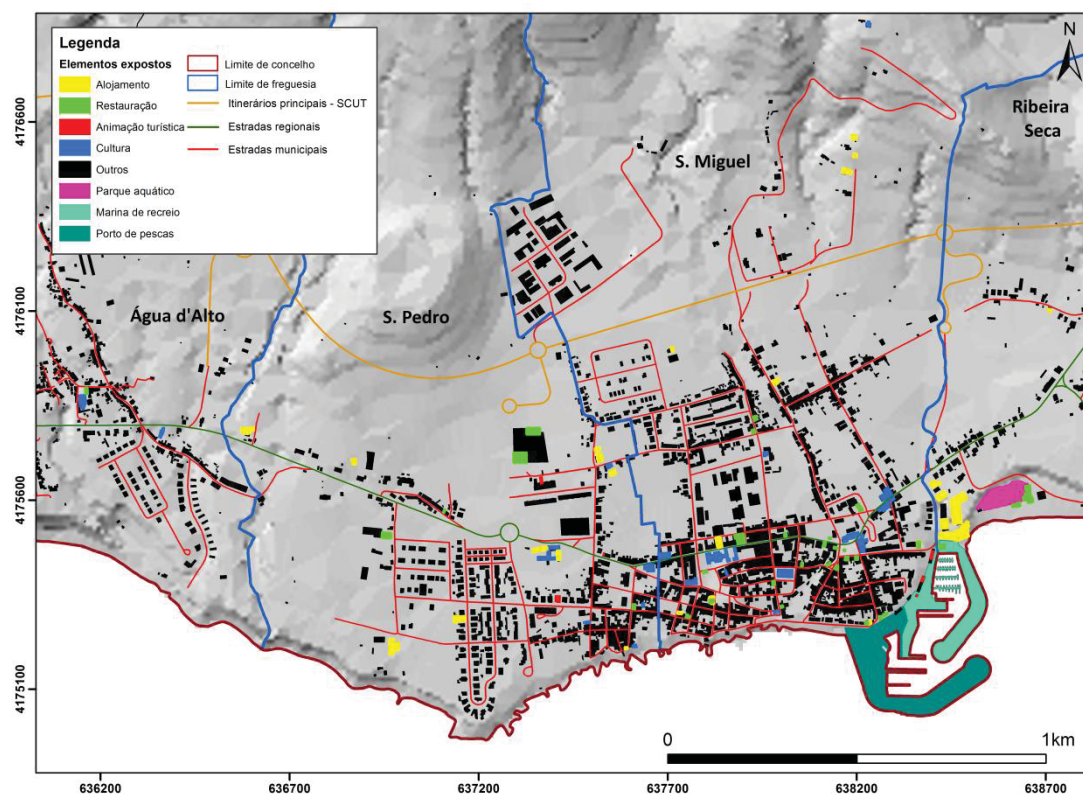 Legenda
Elementos expostos
Alojamento
Restauração
Animação turística
Cultura
Outros
Parque aquático
Marina de recreio
Porto de pescas
Limite de concelho
Limite de freguesia
Itinerários principais - SCUT
Estradas regionais
Estradas municipais
N
Ribeira
Seca
S. Miguel
Água d'Alto
S. Pedro
4176600
4176100
4175600
4175100
0
1km
636200
636700
637200
637700
638200
638700